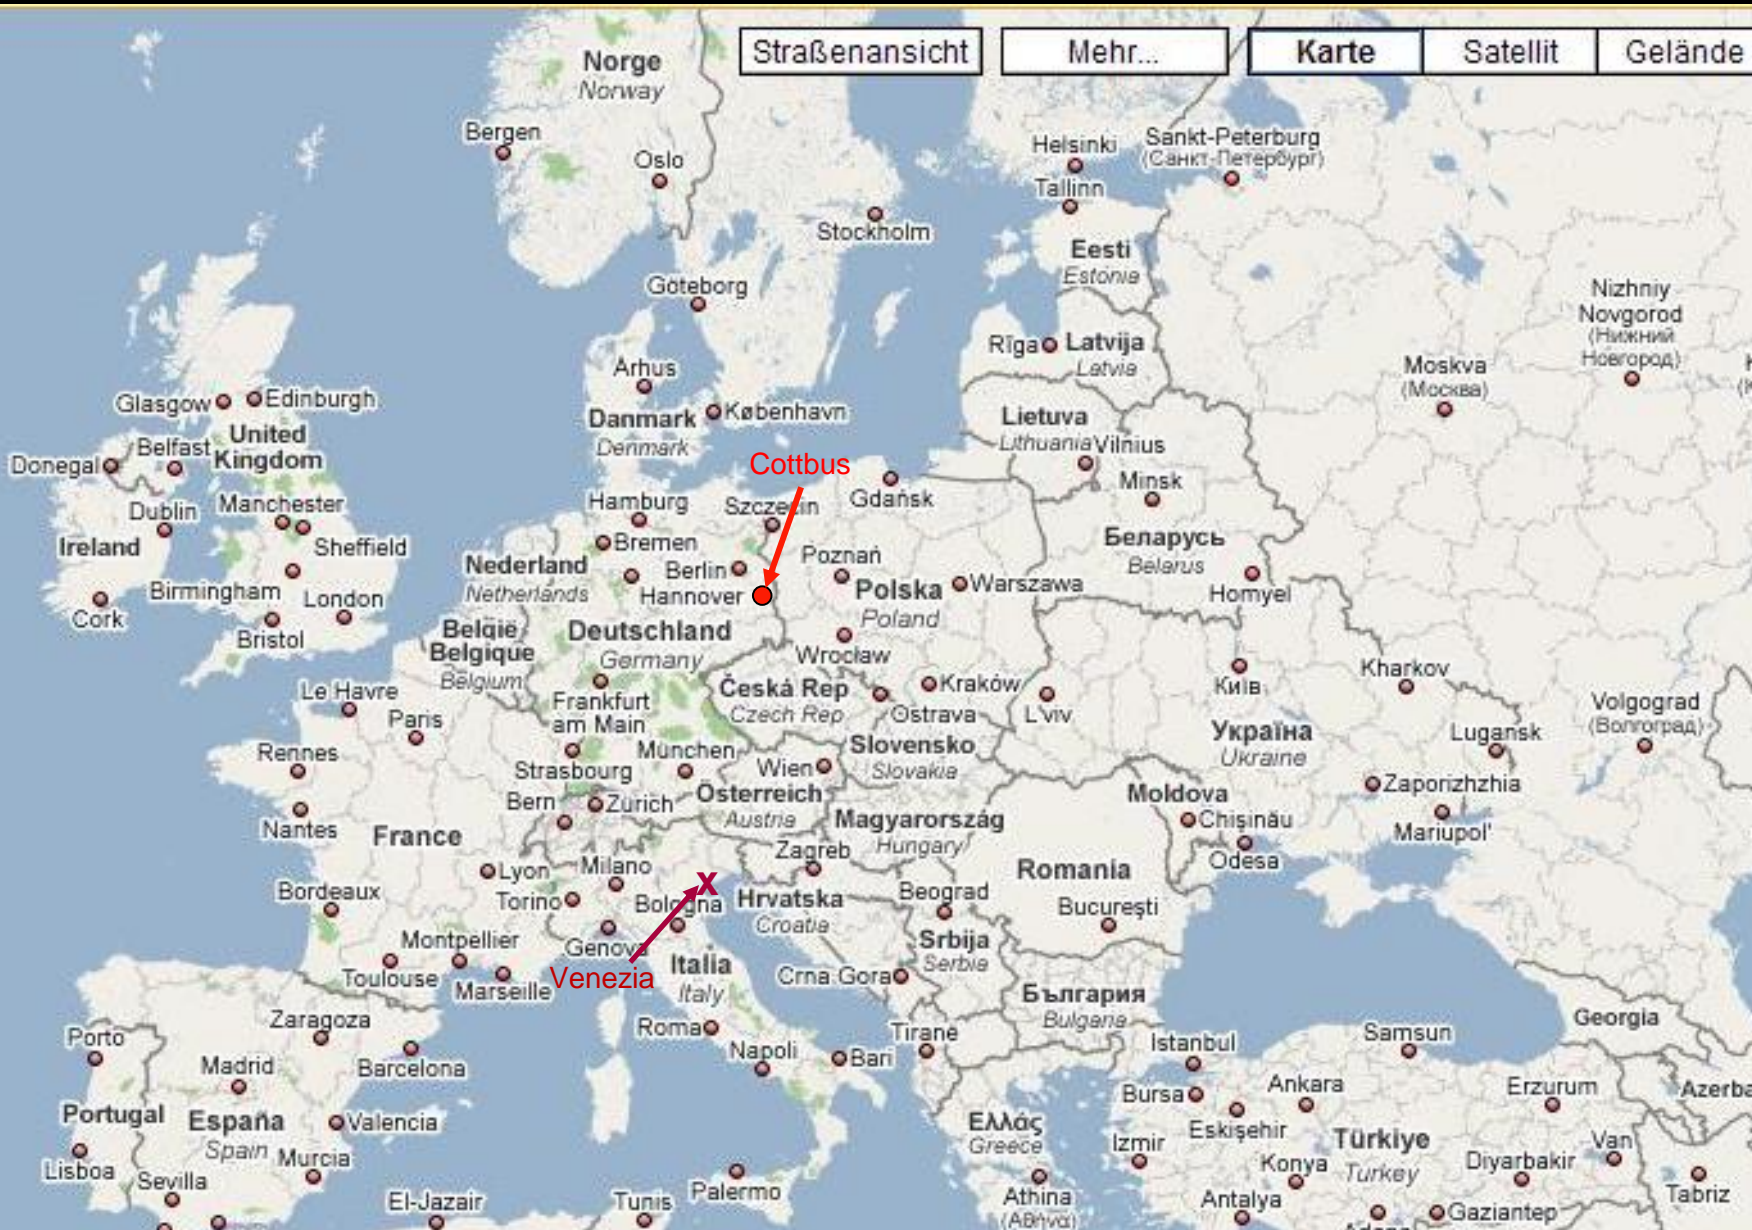 Straßenansicht
Mehr...
Karte
Satellit
Gelände
Norge
Norway
Bergen
Oslo
Helsinki
Sankt-Peterburg
(Санкт-Петербург)
Tallinn
Stockholm
Eesti
Estonia
Göteborg
Nizhniy
Novgorod
(Нижний
Новгород)
Rīga
Latvija
Latvia
Århus
Moskva
(Москва)
Glasgow
Edinburgh
Danmark
Denmark
København
Lietuva
Lithuania
Vilnius
United
Kingdom
Belfast
Donegal
Cottbus
Minsk
Hamburg
Szczecin
Gdańsk
Dublin
Manchester
Ireland
Sheffield
Bremen
Беларусь
Belarus
Nederland
Netherlands
Berlin
Poznań
Polska
Poland
Warszawa
Birmingham
London
Hannover
Homyel
Cork
Bristol
België
Belgique
Belgium
Deutschland
Germany
Wrocław
Kharkov
Le Havre
Paris
Frankfurt
am Main
Česká Rep
Czech Rep
Kraków
Ostrava
L'viv
Київ
Volgograd
(Волгоград)
Rennes
Strasbourg
München
Wien
Slovensko
Slovakia
Україна
Ukraine
Lugansk
Bern
Zürich
Österreich
Austria
Moldova
Chişinău
Zaporizhzhia
Nantes
France
Magyarország
Hungary
Mariupol'
Lyon
Milano
Zagreb
Romania
Odesa
Bordeaux
Torino
x
Bologna
Hrvatska
Croatia
Beograd
Bucureşti
Montpellier
Genova
Toulouse
Marseille
Venezia
Italia
Italy
Crna Gora
Srbija
Serbia
България
Bulgaria
Georgia
Porto
Zaragoza
Roma
Tiranë
Istanbul
Samsun
Madrid
Barcelona
Napoli
Bari
Bursa
Ankara
Erzurum
Azerba
Portugal
España
Spain
Valencia
Ελλάς
Greece
Eskişehir
Izmir
Türkiye
Turkey
Van
Lisboa
Murcia
Konya
Diyarbakir
Sevilla
El-Jazair
Tunis
Palermo
Athina
(Αθήνα)
Antalya
Gaziantep
Tabriz